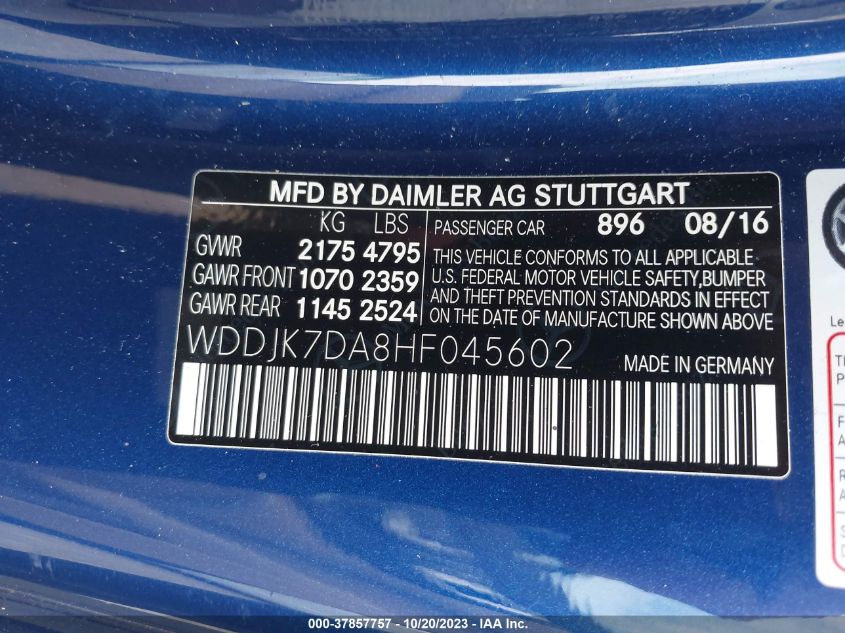 MFD BY DAIMLER AG STUTTGART
KG LBS
GVWR 2175 4795
GAWR FRONT 1070 2359
GAWR REAR 1145 2524
PASSENGER CAR 896 08/16
THIS VEHICLE CONFORMS TO ALL APPLICABLE
U.S. FEDERAL MOTOR VEHICLE SAFETY,BUMPER
AND THEFT PREVENTION STANDARDS IN EFFECT
ON THE DATE OF MANUFACTURE SHOWN ABOVE.
WDDJK7DA8HF045602
MADE IN GERMANY
Le
P
F
A
R
A
S
D
000-37857757 - 10/20/2023 - IAA Inc.